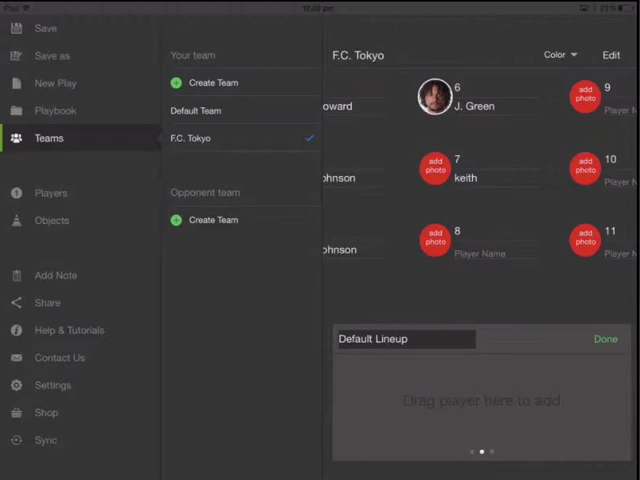 Save
Save as
New Play
Playbook
Teams
Players
Objects
Add Note
Share
Help & Tutorials
Contact Us
Settings
Shop
Sync
Your team
Create Team
Default Team
F.C. Tokyo
Opponent team
Create Team
F.C. Tokyo
Color
Edit
oward
6
J. Green
add
photo
9
Player N
ohnson
add
photo
7
keith
add
photo
10
Player N
ohnson
add
photo
8
Player Name
add
photo
11
Player N
Default Lineup
Done
Drag player here to add